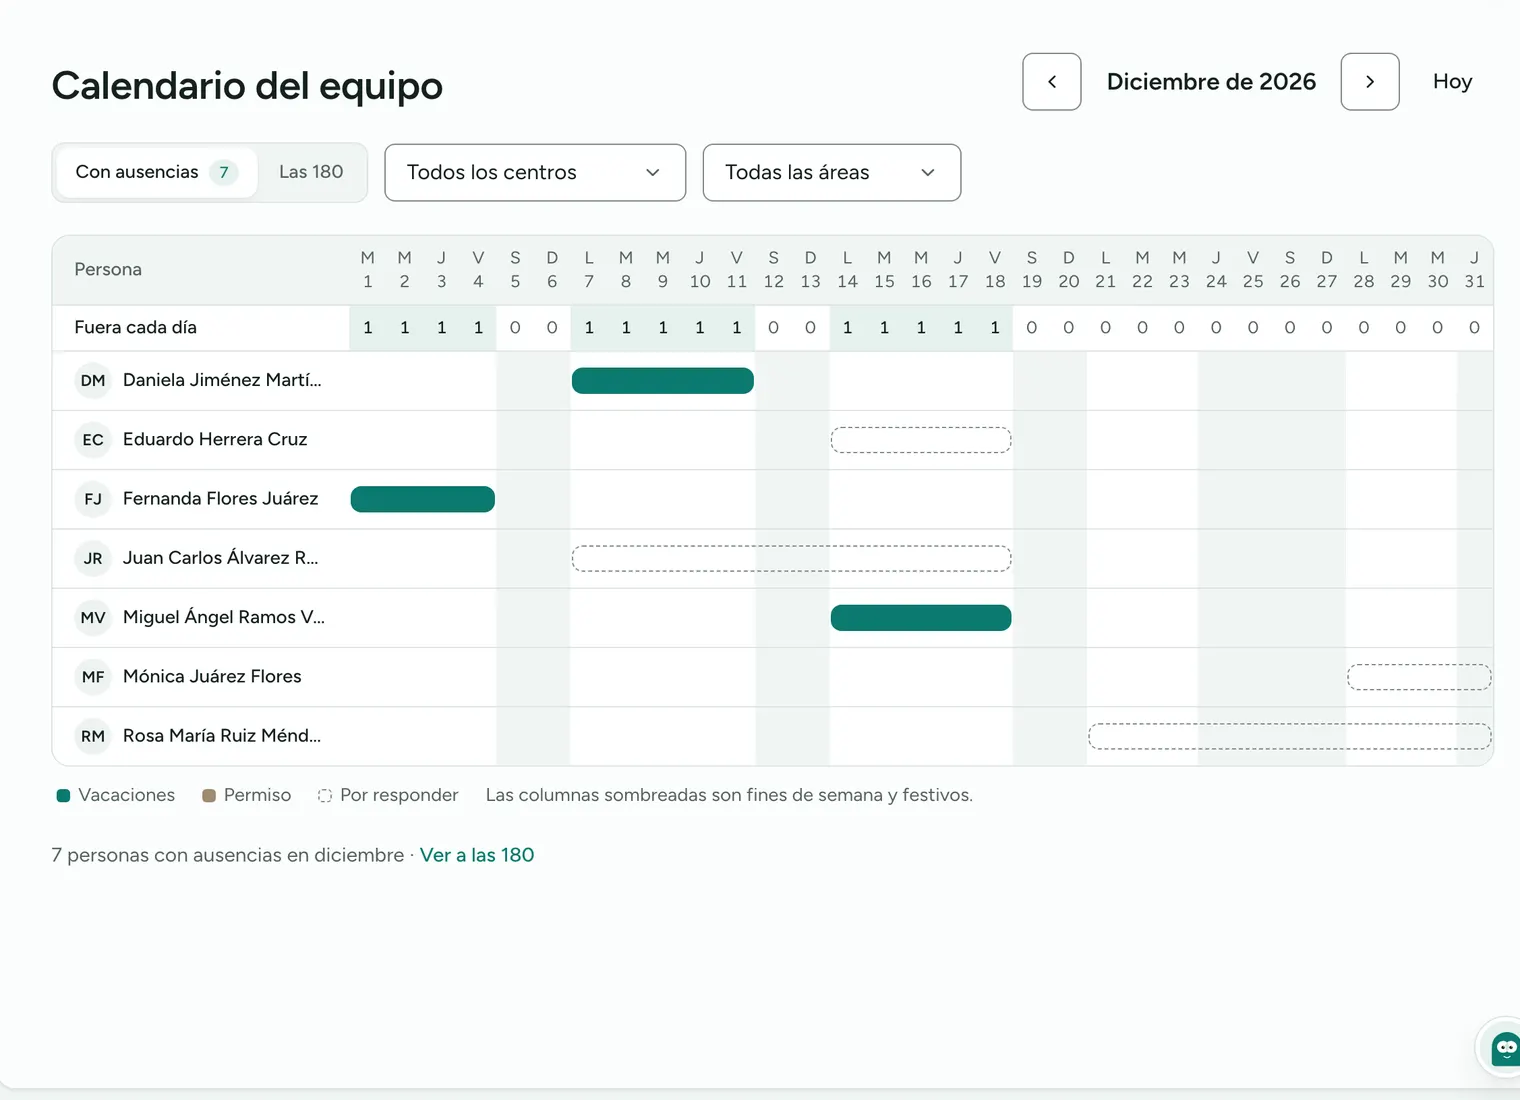 Calendario del equipo
Diciembre de 2026
Hoy
Con ausencias 7
Las 180
Todos los centros
Todas las áreas
Persona M M J V S D L M M J V S D L M M J V S D L M M J V S D L M M J
1 2 3 4 5 6 7 8 9 10 11 12 13 14 15 16 17 18 19 20 21 22 23 24 25 26 27 28 29 30 31
Fuera cada día 1 1 1 1 0 0 1 1 1 1 1 0 0 1 1 1 1 1 0 0 0 0 0 0 0 0 0 0 0 0 0
DM Daniela Jiménez Martí...
EC Eduardo Herrera Cruz
FJ Fernanda Flores Juárez
JR Juan Carlos Álvarez R...
MV Miguel Ángel Ramos V...
MF Mónica Juárez Flores
RM Rosa María Ruiz Ménd...
Vacaciones Permiso Por responder Las columnas sombreadas son fines de semana y festivos.
7 personas con ausencias en diciembre · Ver a las 180